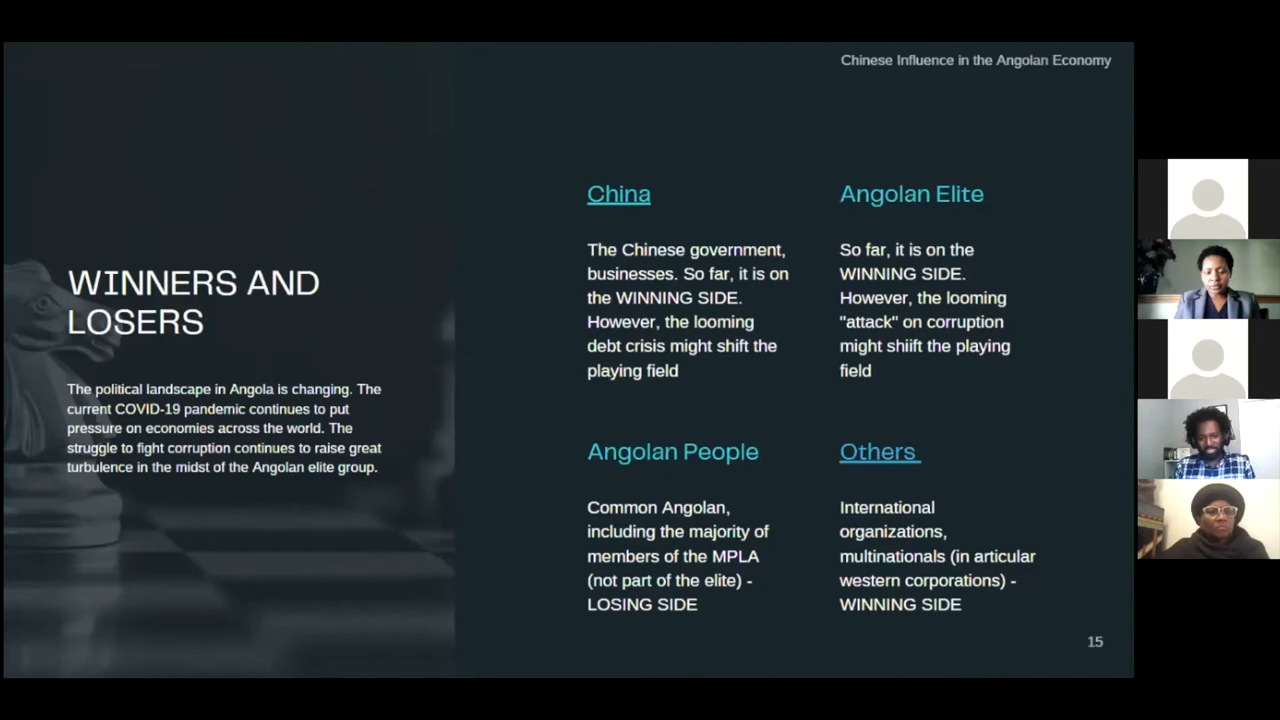 Chinese Influence in the Angolan Economy
WINNERS AND
LOSERS
The political landscape in Angola is changing. The
current COVID-19 pandemic continues to put
pressure on economies across the world. The
struggle to fight corruption continues to raise great
turbulence in the midst of the Angolan elite group.
China
The Chinese government,
businesses. So far, it is on
the WINNING SIDE.
However, the looming
debt crisis might shift the
playing field
Angolan Elite
So far, it is on the
WINNING SIDE.
However, the looming
"attack" on corruption
might shiift the playing
field
Angolan People
Common Angolan,
including the majority of
members of the MPLA
(not part of the elite) -
LOSING SIDE
Others
International
organizations,
multinationals (in articular
western corporations) -
WINNING SIDE
15